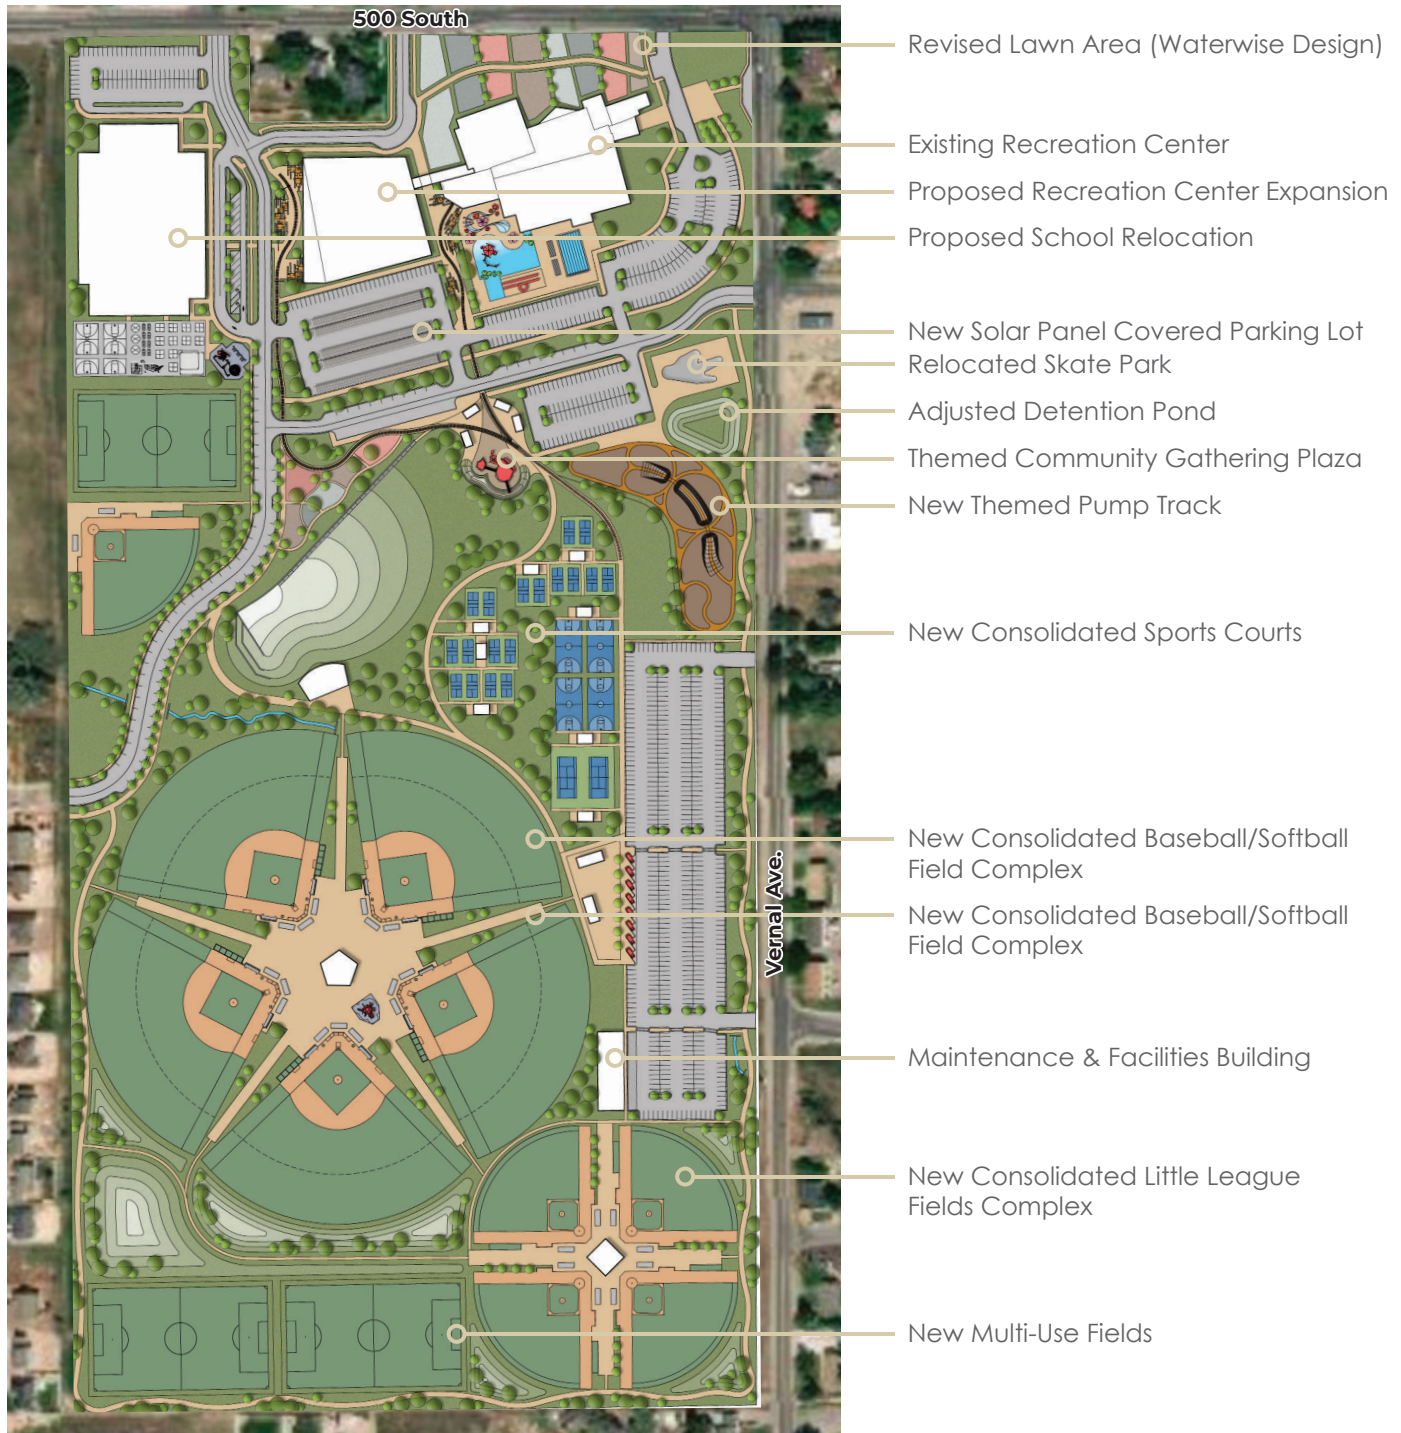 500 South
Revised Lawn Area (Waterwise Design)
Existing Recreation Center
Proposed Recreation Center Expansion
Proposed School Relocation
New Solar Panel Covered Parking Lot
Relocated Skate Park
Adjusted Detention Pond
Themed Community Gathering Plaza
New Themed Pump Track
New Consolidated Sports Courts
New Consolidated Baseball/Softball
Field Complex
Vernal Ave.
New Consolidated Baseball/Softball
Field Complex
Maintenance & Facilities Building
New Consolidated Little League
Fields Complex
New Multi-Use Fields